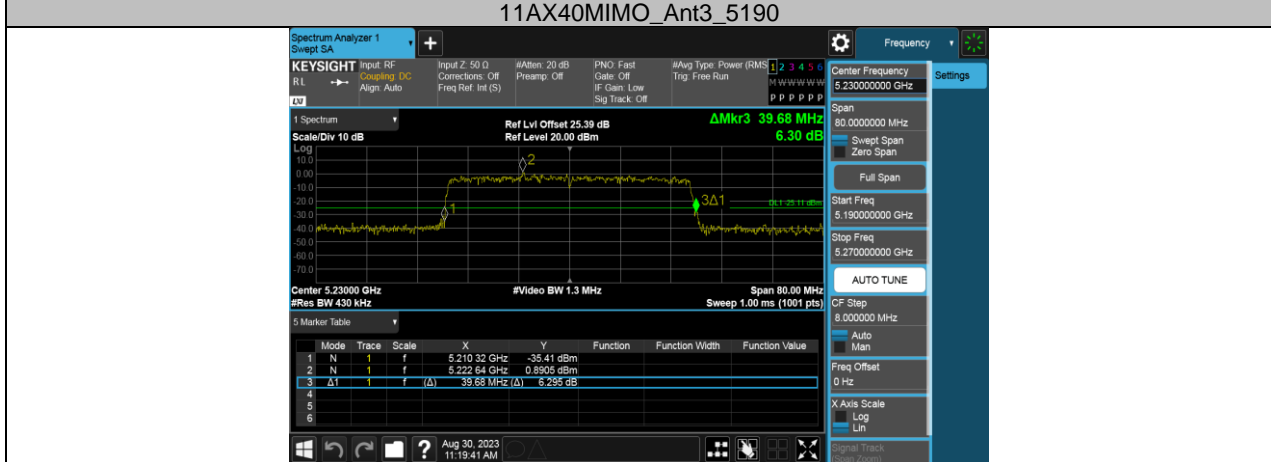 11AX40MIMO_Ant3_5190
Spectrum Analyzer 1
Swept SA
+
Frequency
KEYSIGHT
RL
LXI
Input: RF
Coupling: DC
Align: Auto
Input Z: 50 Ω
Corrections: Off
Freq Ref: Int (S)
#Atten: 20 dB
Preamp: Off
PNO: Fast
Gate: Off
IF Gain: Low
Sig Track: Off
#Avg Type: Power (RMS
Trig: Free Run
1 2 3 4 5 6
M W W W W W
P P P P P P
Center Frequency
5.230000000 GHz
Settings
Span
80.0000000 MHz
Swept Span
Zero Span
Full Span
Start Freq
5.190000000 GHz
Stop Freq
5.270000000 GHz
AUTO TUNE
CF Step
8.000000 MHz
Auto
Man
Freq Offset
0 Hz
X Axis Scale
Log
Lin
Signal Track
(Span Zoom)
1 Spectrum
Scale/Div 10 dB
Ref Lvl Offset 25.39 dB
Ref Level 20.00 dBm
ΔMkr3 39.68 MHz
6.30 dB
Log
10.0
0.00
-10.0
-20.0
-30.0
-40.0
-50.0
-60.0
-70.0
2
1
3Δ1
DL1 -25.11 dBm
Center 5.23000 GHz
#Res BW 430 kHz
#Video BW 1.3 MHz
Span 80.00 MHz
Sweep 1.00 ms (1001 pts)
5 Marker Table
Mode Trace Scale X Y Function Function Width Function Value
1 N 1 f 5.210 32 GHz -35.41 dBm
2 N 1 f 5.222 64 GHz 0.8905 dBm
3 Δ1 1 f (Δ) 39.68 MHz (Δ) 6.295 dB
4
5
6
?
Aug 30, 2023
11:19:41 AM